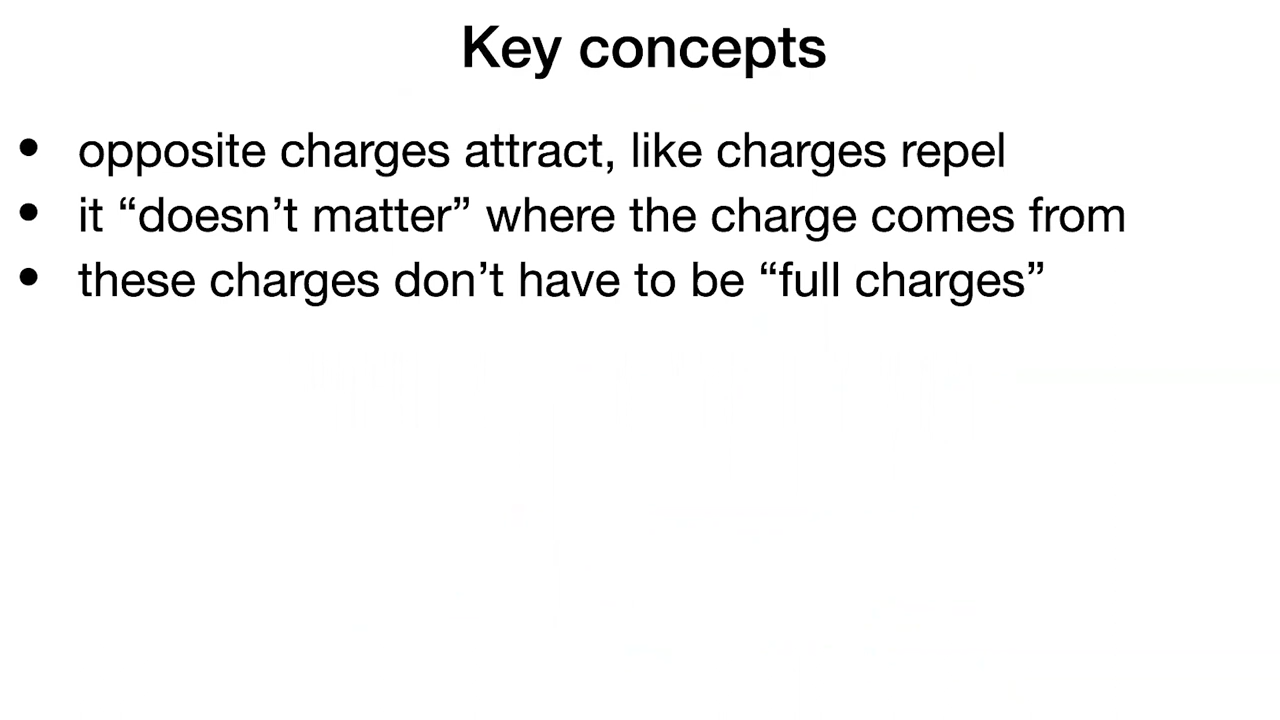 Key concepts
• opposite charges attract, like charges repel
• it “doesn’t matter” where the charge comes from
• these charges don’t have to be “full charges”